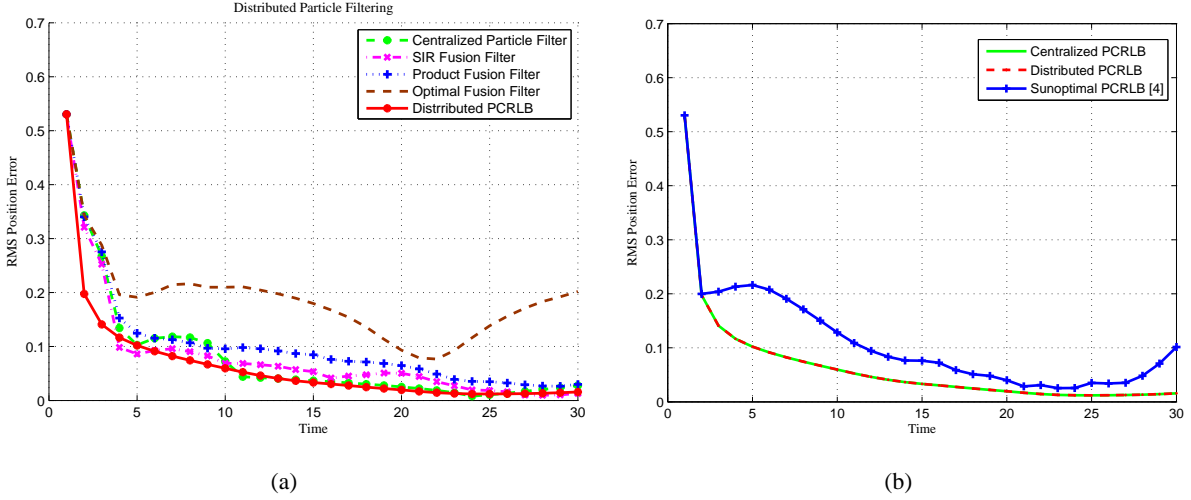 Distributed Particle Filtering
0.7
0.6
0.5
0.4
0.3
0.2
0.1
0
RMS Position Error
0 5 10 15 20 25 30
Time
Centralized Particle Filter
SIR Fusion Filter
Product Fusion Filter
Optimal Fusion Filter
Distrributed PCRLB
(a)
0.7
0.6
0.5
0.4
0.3
0.2
0.1
0
RMS Position Error
0 5 10 15 20 25 30
Time
Centralized PCRLB
Distributed PCRLB
Sunoptimal PCRLB [4]
(b)